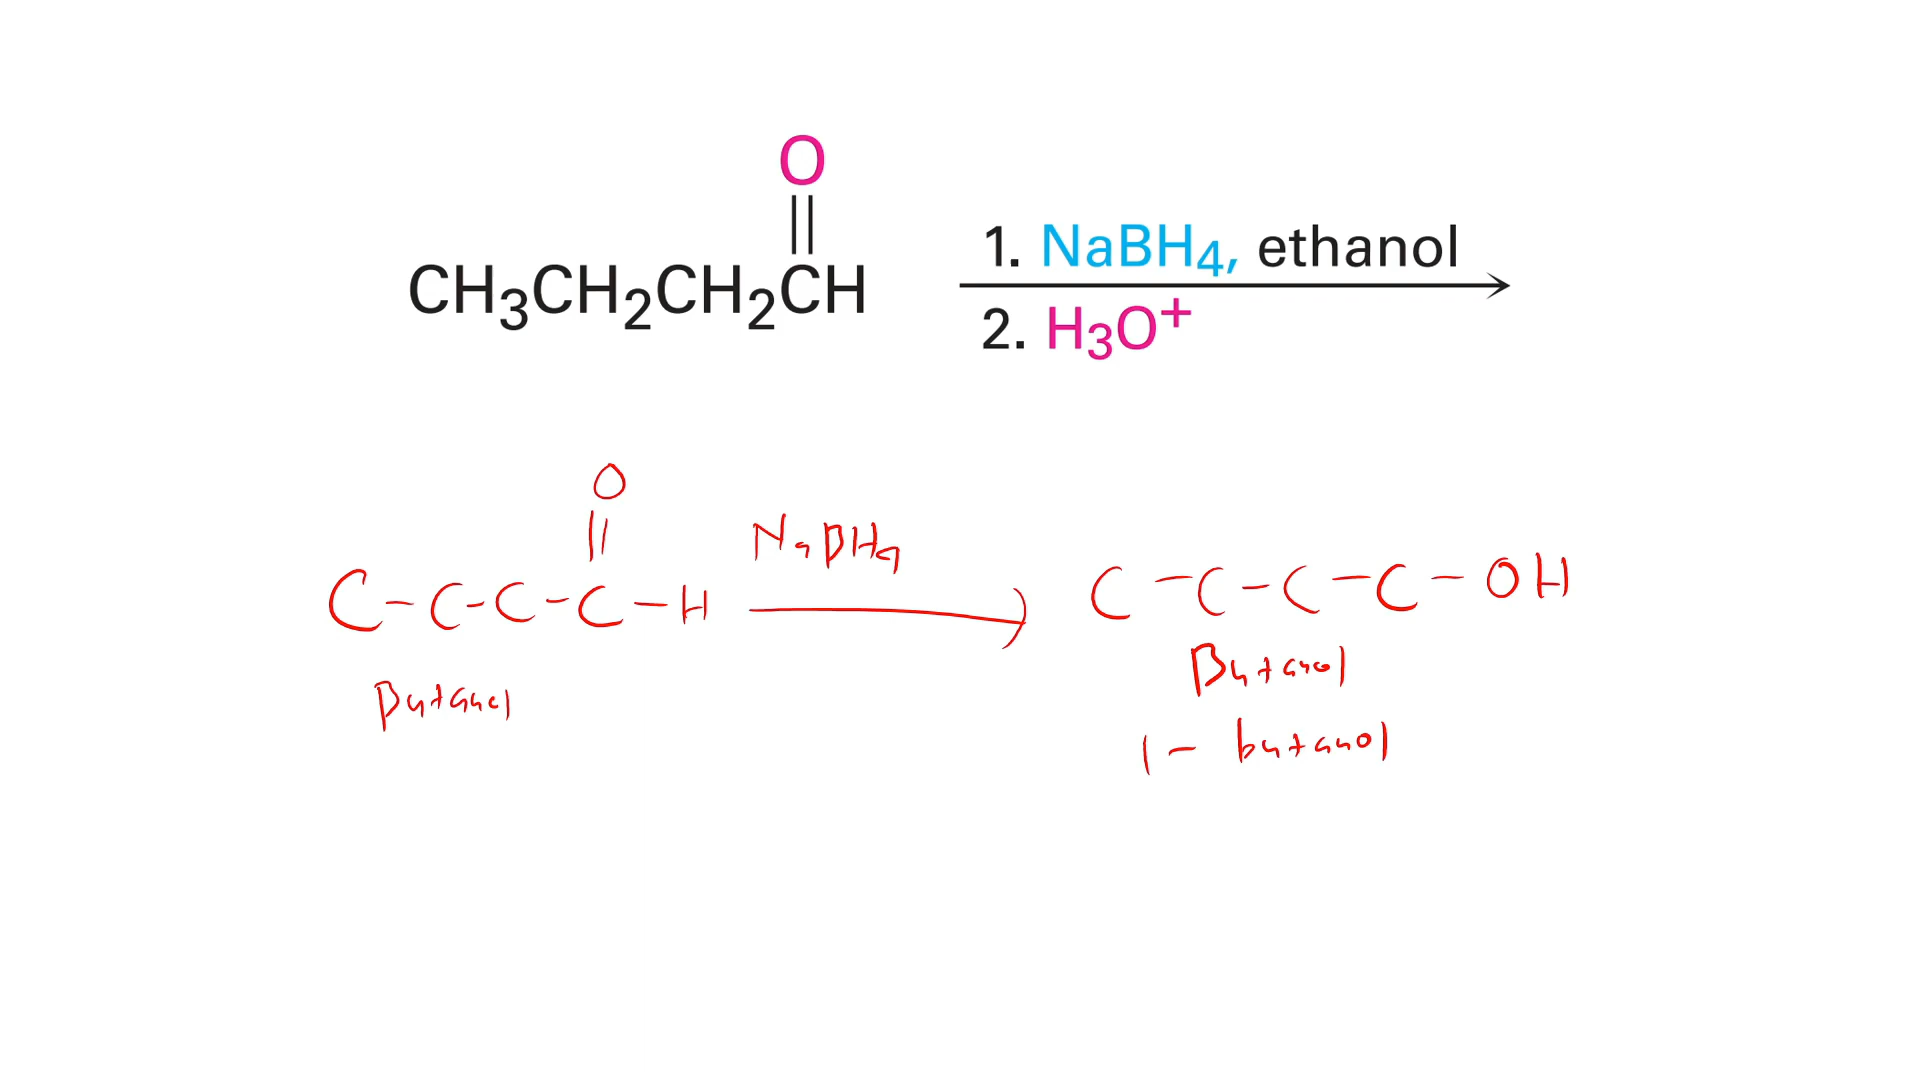 O
CH3CH2CH2CH
1. NaBH4, ethanol
2. H3O+
O
C-C-C-C-H
NaBH4
C-C-C-C-OH
Butanal
Butanol
1- butanol